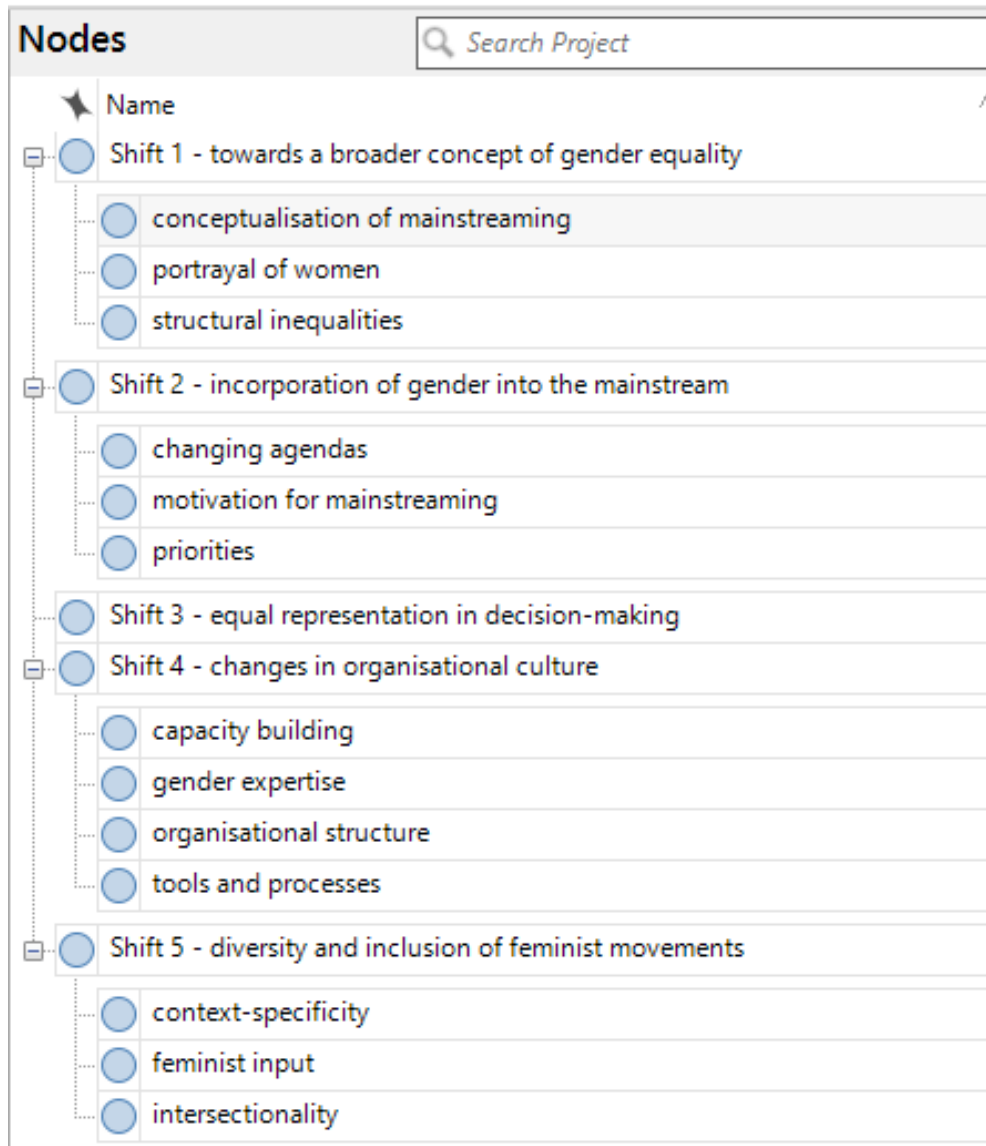 Nodes
Search Project
Name
Shift 1 - towards a broader concept of gender equality
conceptualisation of mainstreaming
portrayal of women
structural inequalities
Shift 2 - incorporation of gender into the mainstream
changing agendas
motivation for mainstreaming
priorities
Shift 3 - equal representation in decision-making
Shift 4 - changes in organisational culture
capacity building
gender expertise
organisational structure
tools and processes
Shift 5 - diversity and inclusion of feminist movements
context-specificity
feminist input
intersectionality